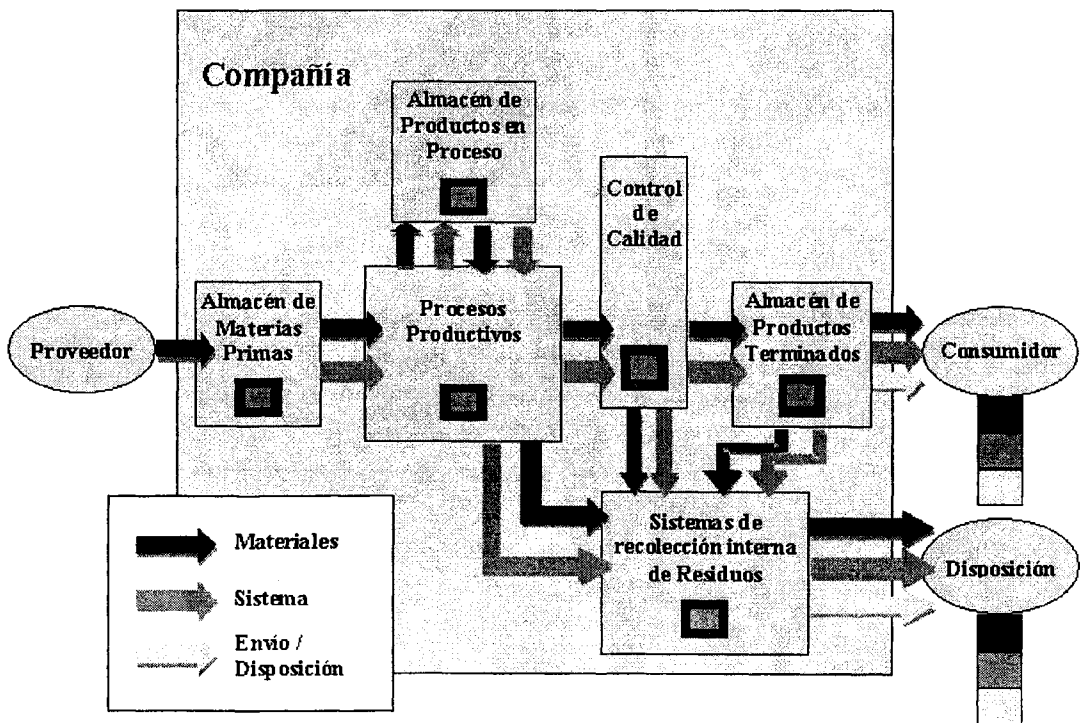 Compañía
Almacén de
Productos en
Proceso
Control
de
Calidad
Proveedor
Almacén de
Materias
Primas
Procesos
Productivos
Almacén de
Productos
Terminados
Consumidor
Sistemas de
recolección interna
de Residuos
Disposición
Materiales
Sistema
Envío /
Disposición